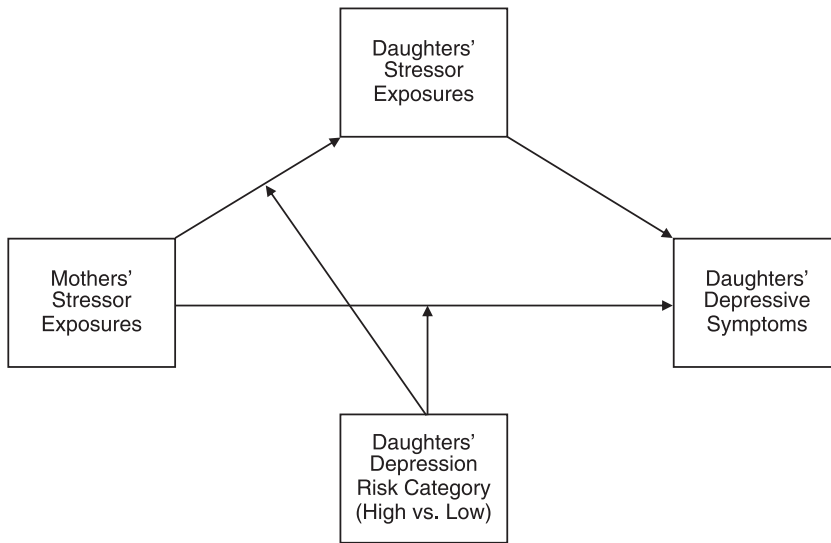 Daughters’
Stressor
Exposures
Mothers’
Stressor
Exposures
Daughters’
Depressive
Symptoms
Daughters’
Depression
Risk Category
(High vs. Low)